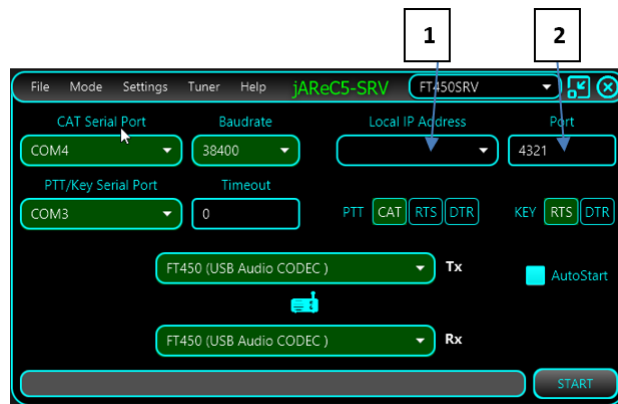 1 2
File Mode Settings Tuner Help jAReC5-SRV FT450SRV
CAT Serial Port Baudrate Local IP Address Port
COM4 38400 4321
PTT/Key Serial Port Timeout
COM3 0 PTT CAT RTS DTR KEY RTS DTR
FT450 (USB Audio CODEC ) Tx
AutoStart
FT450 (USB Audio CODEC ) Rx
START